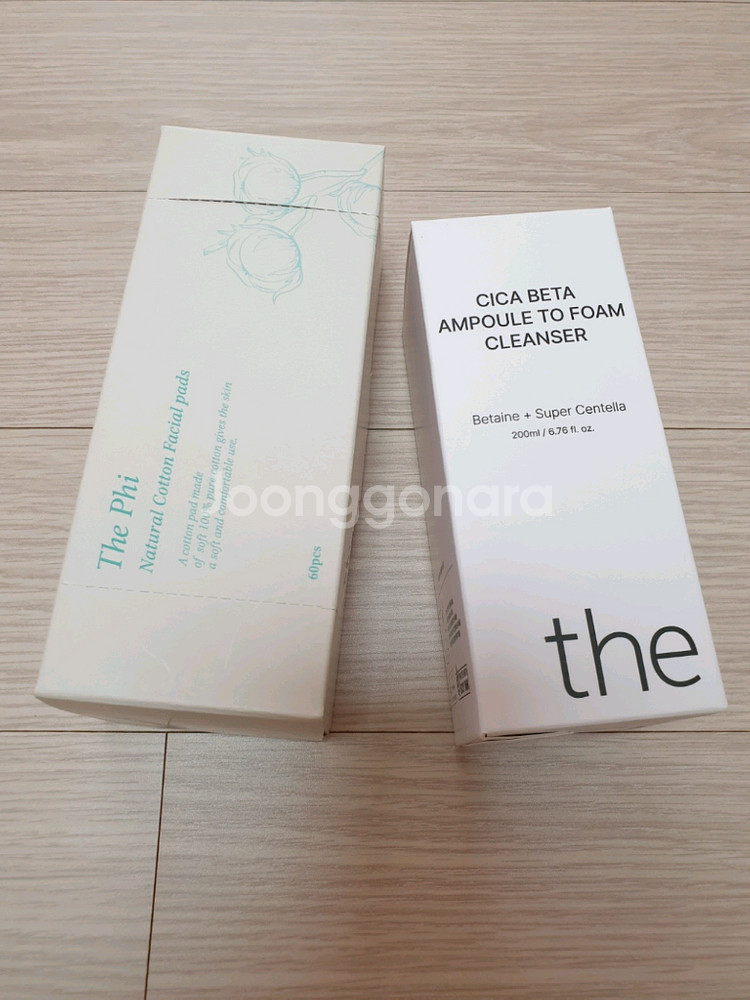 The Phi
Natural Cotton Facial pads
A cotton pad made
of soft 100% pure cotton gives the skin
a soft and comfortable use.
60pcs
CICA BETA
AMPOULE TO FOAM
CLEANSER
Betaine + Super Centella
200ml / 6.76 fl. oz.
the
Joonggonara